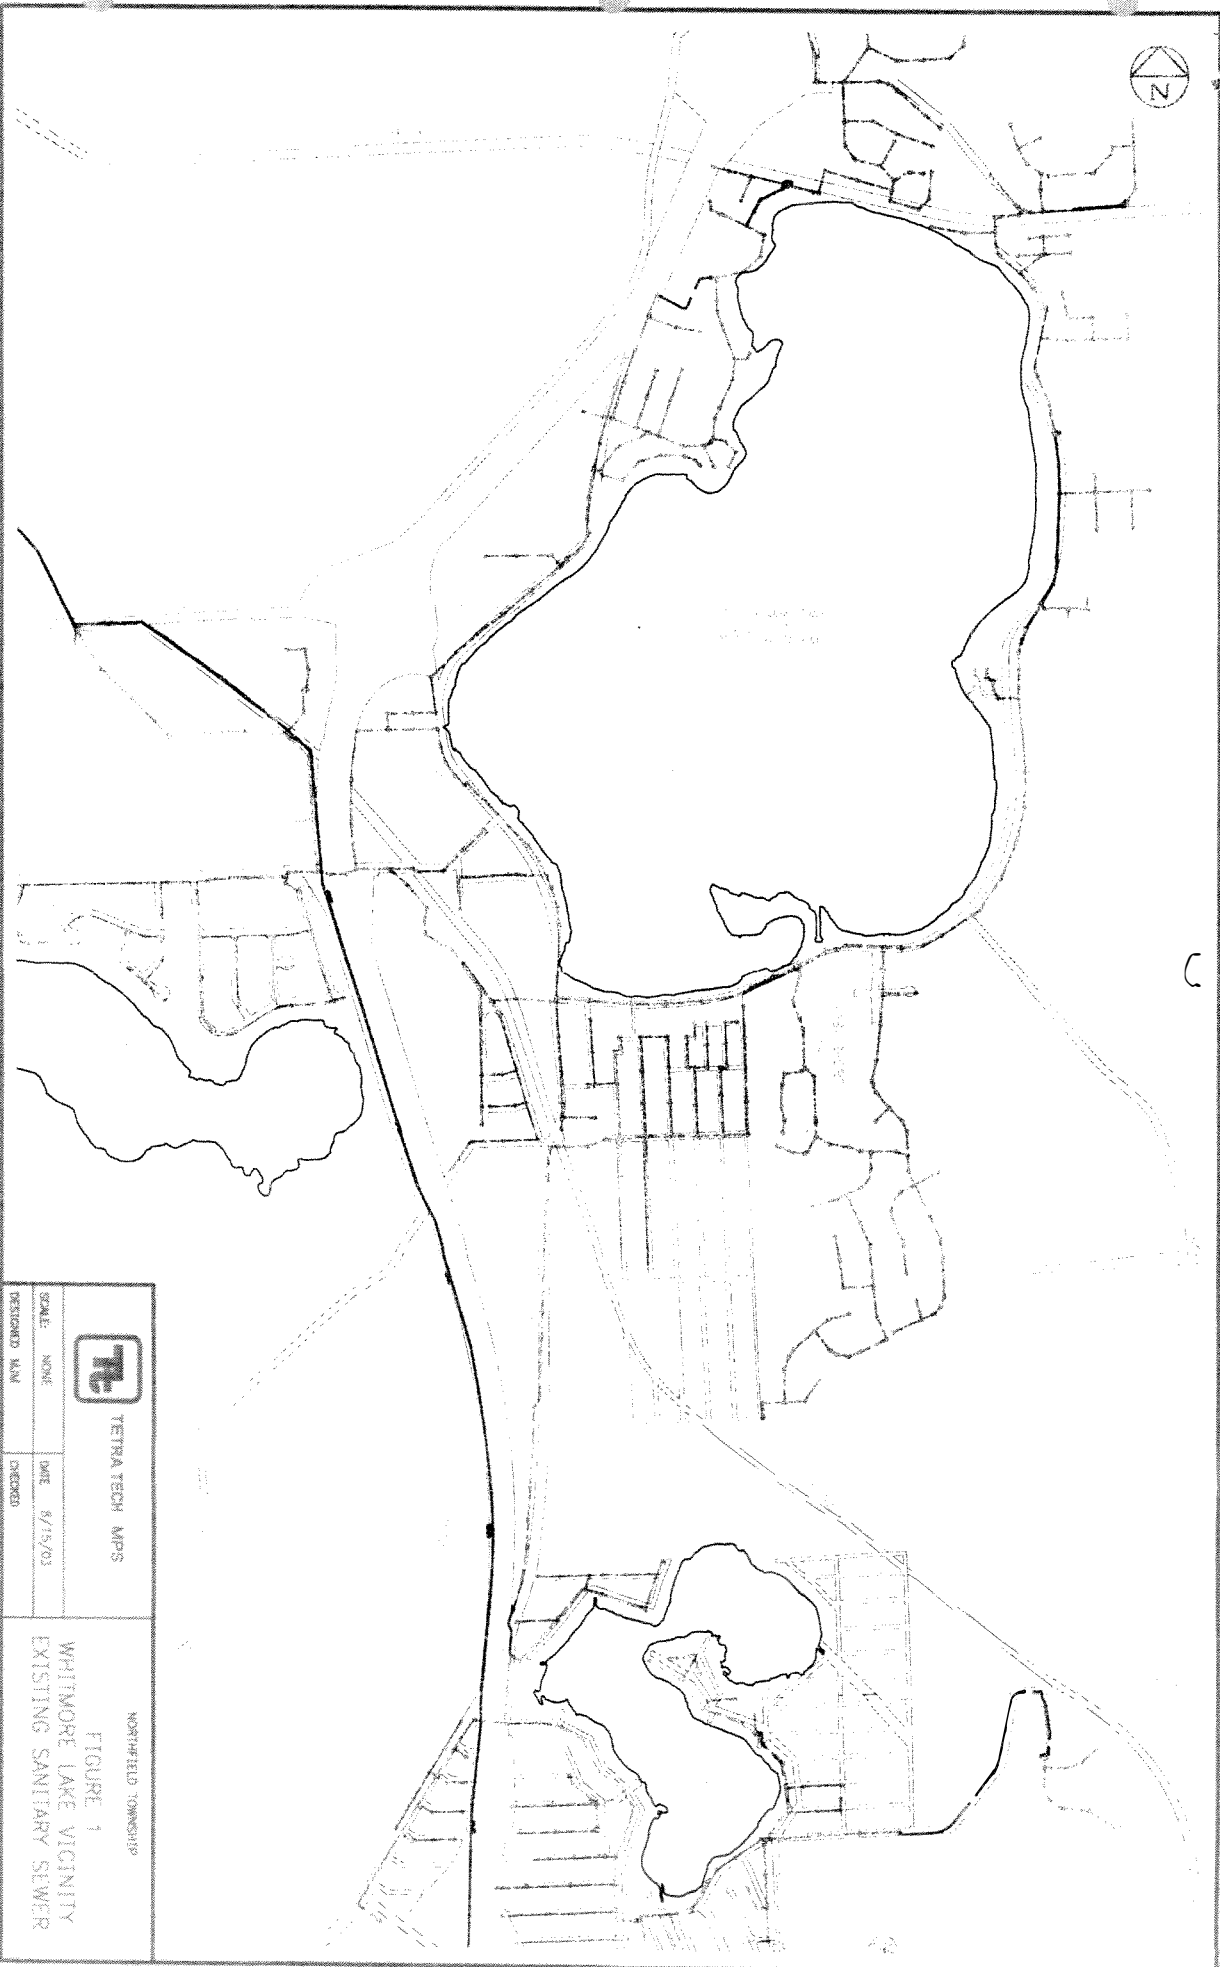 N
TETRA TECH MPS
SCALE: NONE
DATE 8/15/03
DESIGNED MJM
CHECKED
NORTHFIELD TOWNSHIP
FIGURE 1
WHITMORE LAKE VICINITY
EXISTING SANITARY SEWER